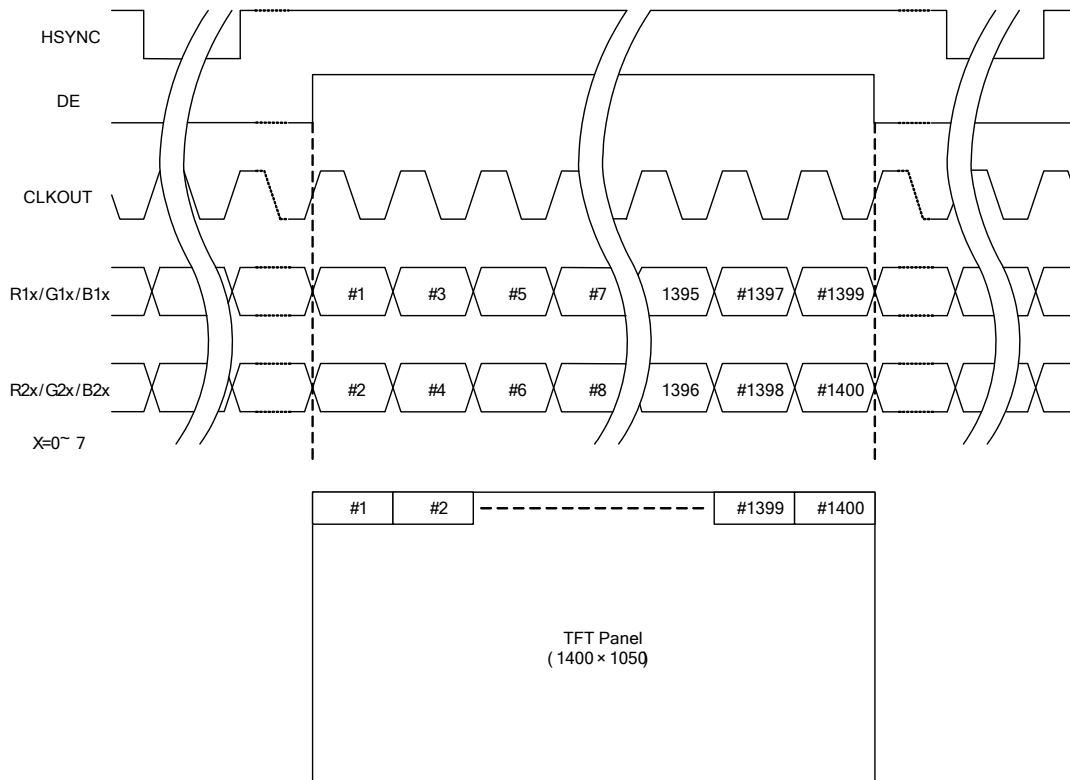 HSYNC
DE
CLKOUT
R1x/G1x/B1x #1 #3 #5 #7 1395 #1397 #1399
R2x/G2x/B2x #2 #4 #6 #8 1396 #1398 #1400
X=0~ 7
#1 #2 #1399 #1400
TFT Panel
( 1400 × 1050)